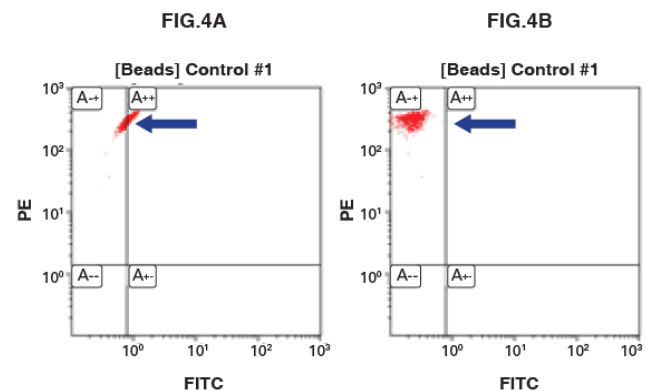 FIG.4A
[Beads] Control #1
10³
A-+
A++
10²
PE
10¹
10⁰
A--
A+-
10⁰ 10¹ 10² 10³
FITC
FIG.4B
[Beads] Control #1
10³
A-+
A++
10²
PE
10¹
10⁰
A--
A+-
10⁰ 10¹ 10² 10³
FITC